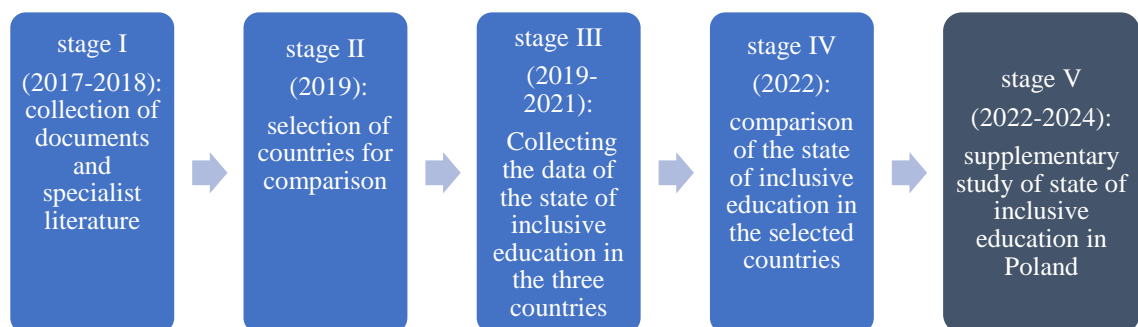 stage I
(2017-2018):
collection of
documents
and
specialist
literature
stage II
(2019):
selection of
countries for
comparison
stage III
(2019-
2021):
Collecting
the data of
the state of
inclusive
education in
the three
countries
stage IV
(2022):
comparison
of the state
of inclusive
education in
the selected
countries
stage V
(2022-2024):
supplementary
study of state of
inclusive
education in
Poland